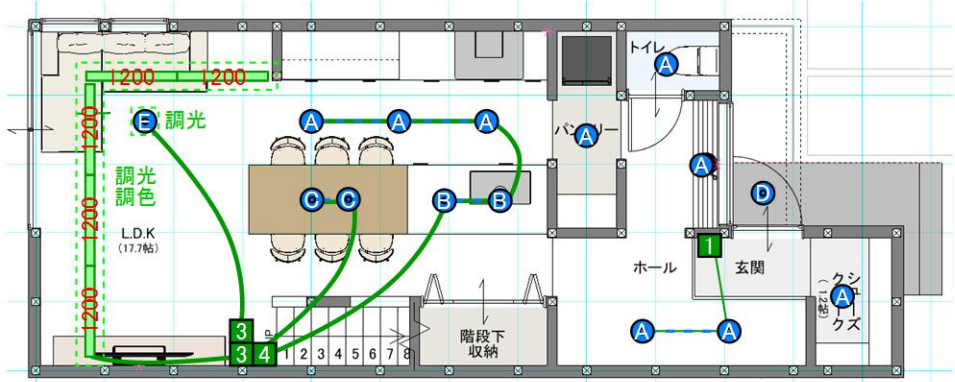 トイレ
A
1200
1200
E
調光
A
A
A
パントリー
A
1200
A
調光
調色
C
C
B
B
D
1200
L.D.K
(17.7帖)
1
ホール
玄関
シューズ
クローク
(1.2帖)
A
1200
3
3
4
UP
1
2
3
4
5
6
7
8
階段下
収納
A
A